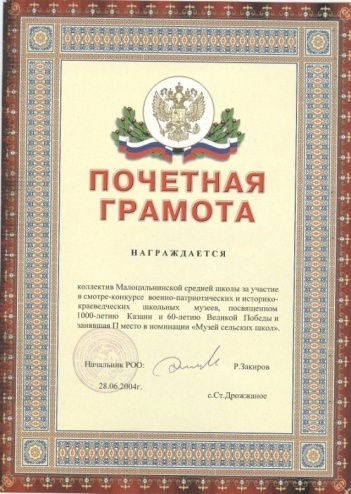 ПОЧЕТНАЯ
ГРАМОТА
НАГРАЖДАЕТСЯ
коллектив Малоцильнинской средней школы за участие
в смотре-конкурсе военно-патриотических и историко-
краеведческих школьных музеев, посвященном
1000-летию Казани и 60-летию Великой Победы и
занявшая II место в номинации «Музей сельских школ».
Начальник РОО: Р.Закиров
28.06.2004г. с.Ст.Дрожжаное